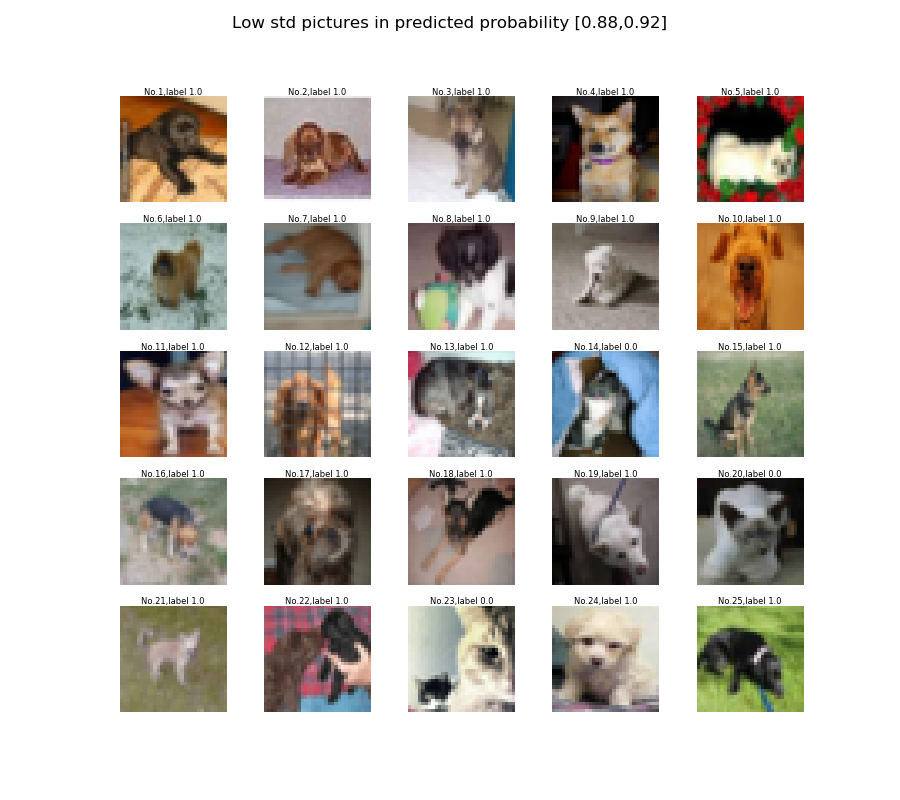 Low std pictures in predicted probability [0.88,0.92]
No.1,label 1.0
No.2,label 1.0
No.3,label 1.0
No.4,label 1.0
No.5,label 1.0
No.6,label 1.0
No.7,label 1.0
No.8,label 1.0
No.9,label 1.0
No.10,label 1.0
No.11,label 1.0
No.12,label 1.0
No.13,label 1.0
No.14,label 0.0
No.15,label 1.0
No.16,label 1.0
No.17,label 1.0
No.18,label 1.0
No.19,label 1.0
No.20,label 0.0
No.21,label 1.0
No.22,label 1.0
No.23,label 0.0
No.24,label 1.0
No.25,label 1.0